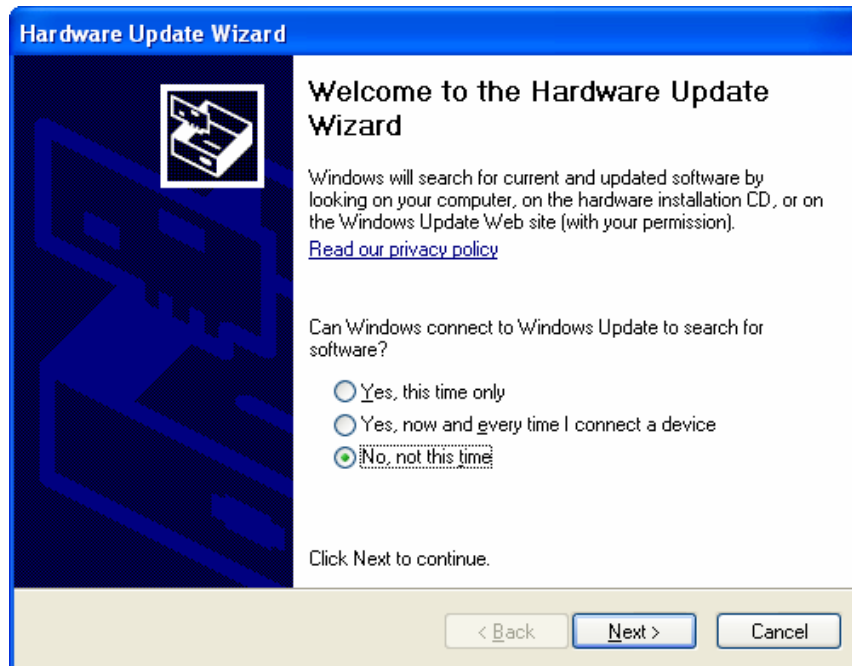 Hardware Update Wizard
Welcome to the Hardware Update
Wizard
Windows will search for current and updated software by
looking on your computer, on the hardware installation CD, or on
the Windows Update Web site (with your permission).
Read our privacy policy
Can Windows connect to Windows Update to search for
software?
Yes, this time only
Yes, now and every time I connect a device
No, not this time
Click Next to continue.
< Back
Next >
Cancel